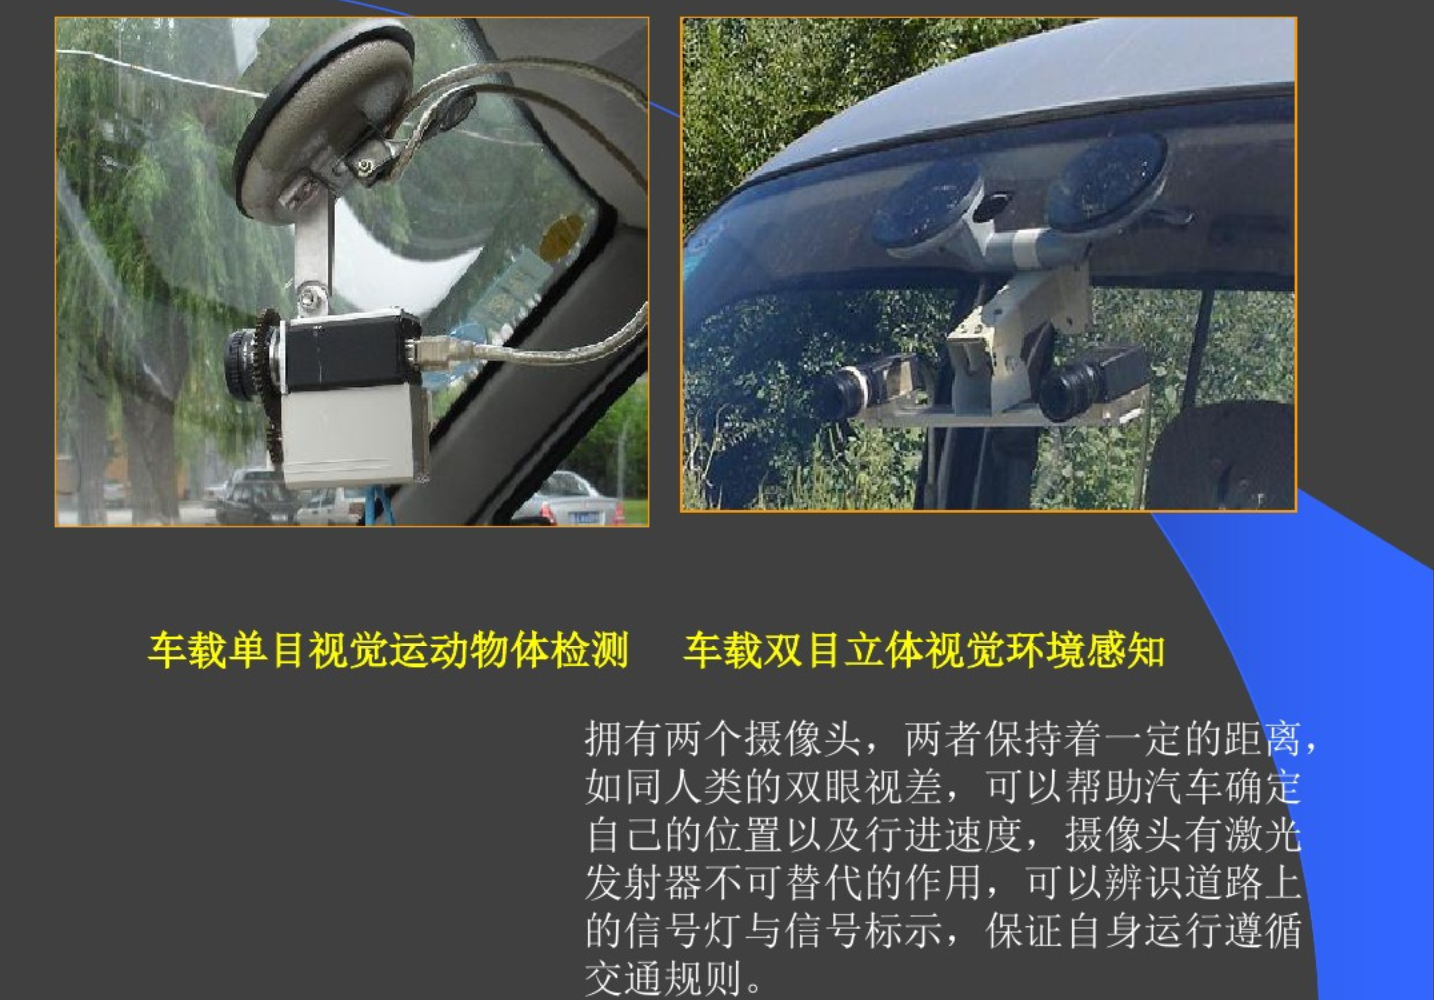 车载单目视觉运动物体检测
车载双目立体视觉环境感知
拥有两个摄像头，两者保持着一定的距离，
如同人类的双眼视差，可以帮助汽车确定
自己的位置以及行进速度，摄像头有激光
发射器不可替代的作用，可以辨识道路上
的信号灯与信号标示，保证自身运行遵循
交通规则。